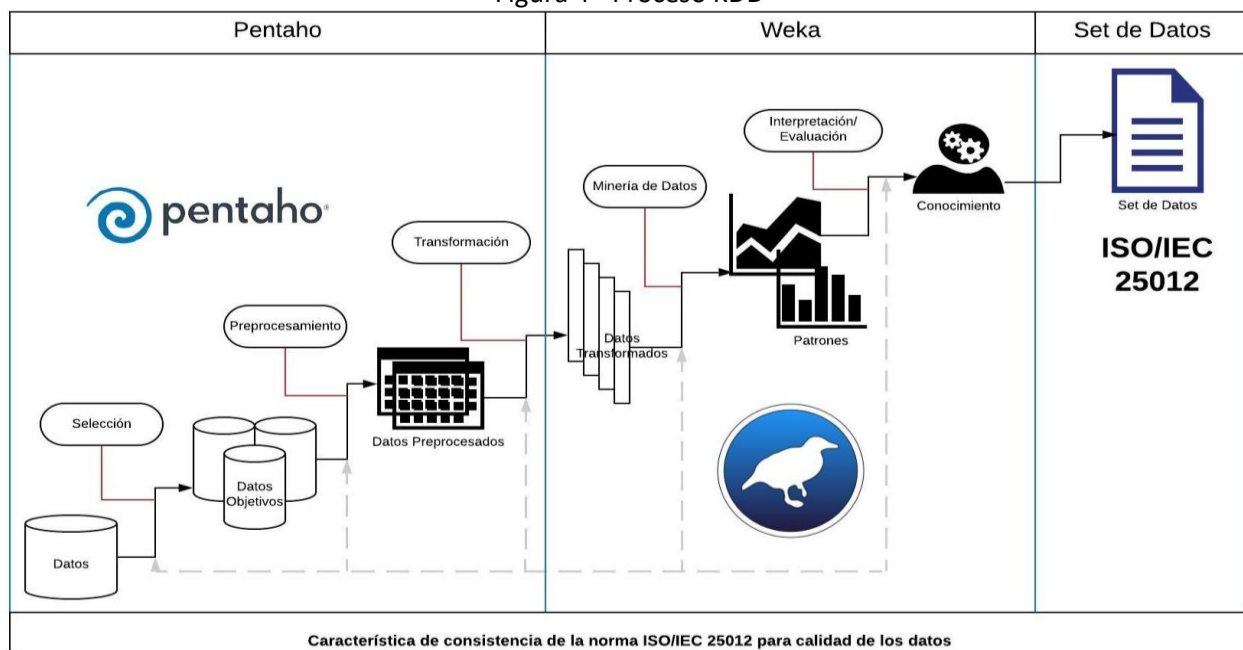 Pentaho
Weka
Set de Datos
Interpretación/
Evaluación
Minería de Datos
Conocimiento
Set de Datos
ISO/IEC
25012
pentaho
Transformación
Datos
Transformados
Patrones
Preprocesamiento
Datos Preprocesados
Selección
Datos
Objetivos
Datos
Característica de consistencia de la norma ISO/IEC 25012 para calidad de los datos